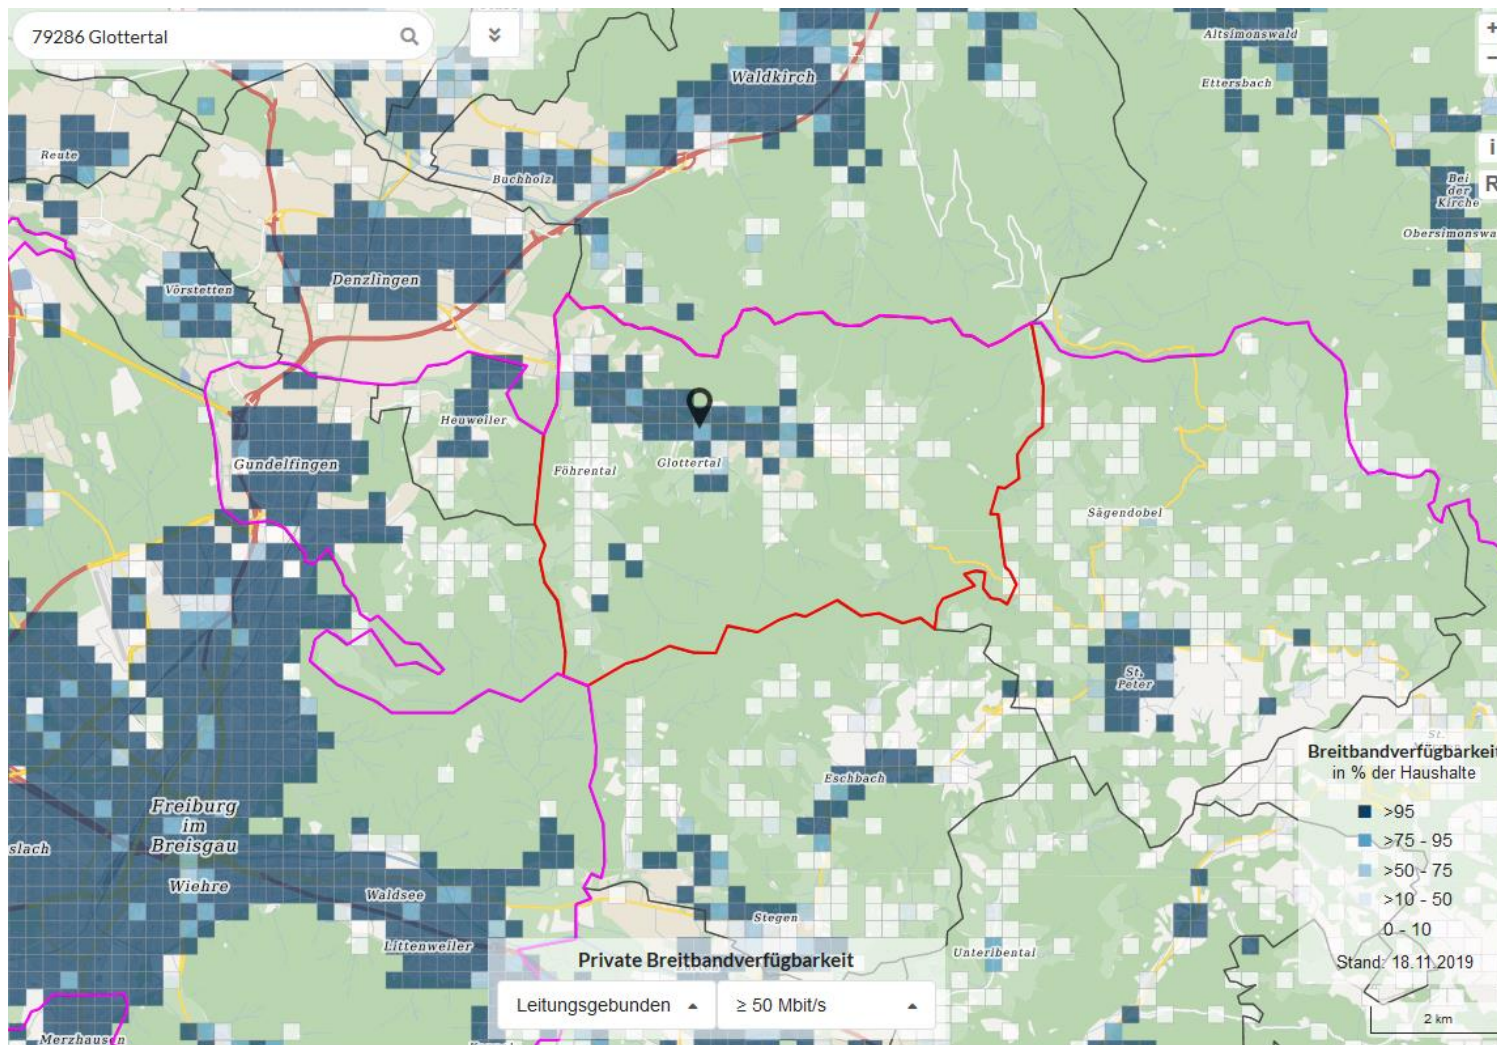 79286 Glottertal
Altsimonswald
+
Waldkirch
Ettersbach
−
Reute
i
Buchholz
Bei
der
Kirche
R
Obersimonswa
Denzlingen
Vörstetten
Heuweiler
Gundelfingen
Föhrental
Glottertal
Sägendobel
St.
Peter
St.
Breitbandverfügbarkeit
in % der Haushalte
Eschbach
>95
Freiburg
im
Breisgau
>75 - 95
slach
>50 - 75
Wiehre
Waldsee
>10 - 50
Stegen
0 - 10
Littenweiler
Unteribental
Private Breitbandverfügbarkeit
Stand: 18.11.2019
Leitungsgebunden
≥ 50 Mbit/s
2 km
Merzhausen